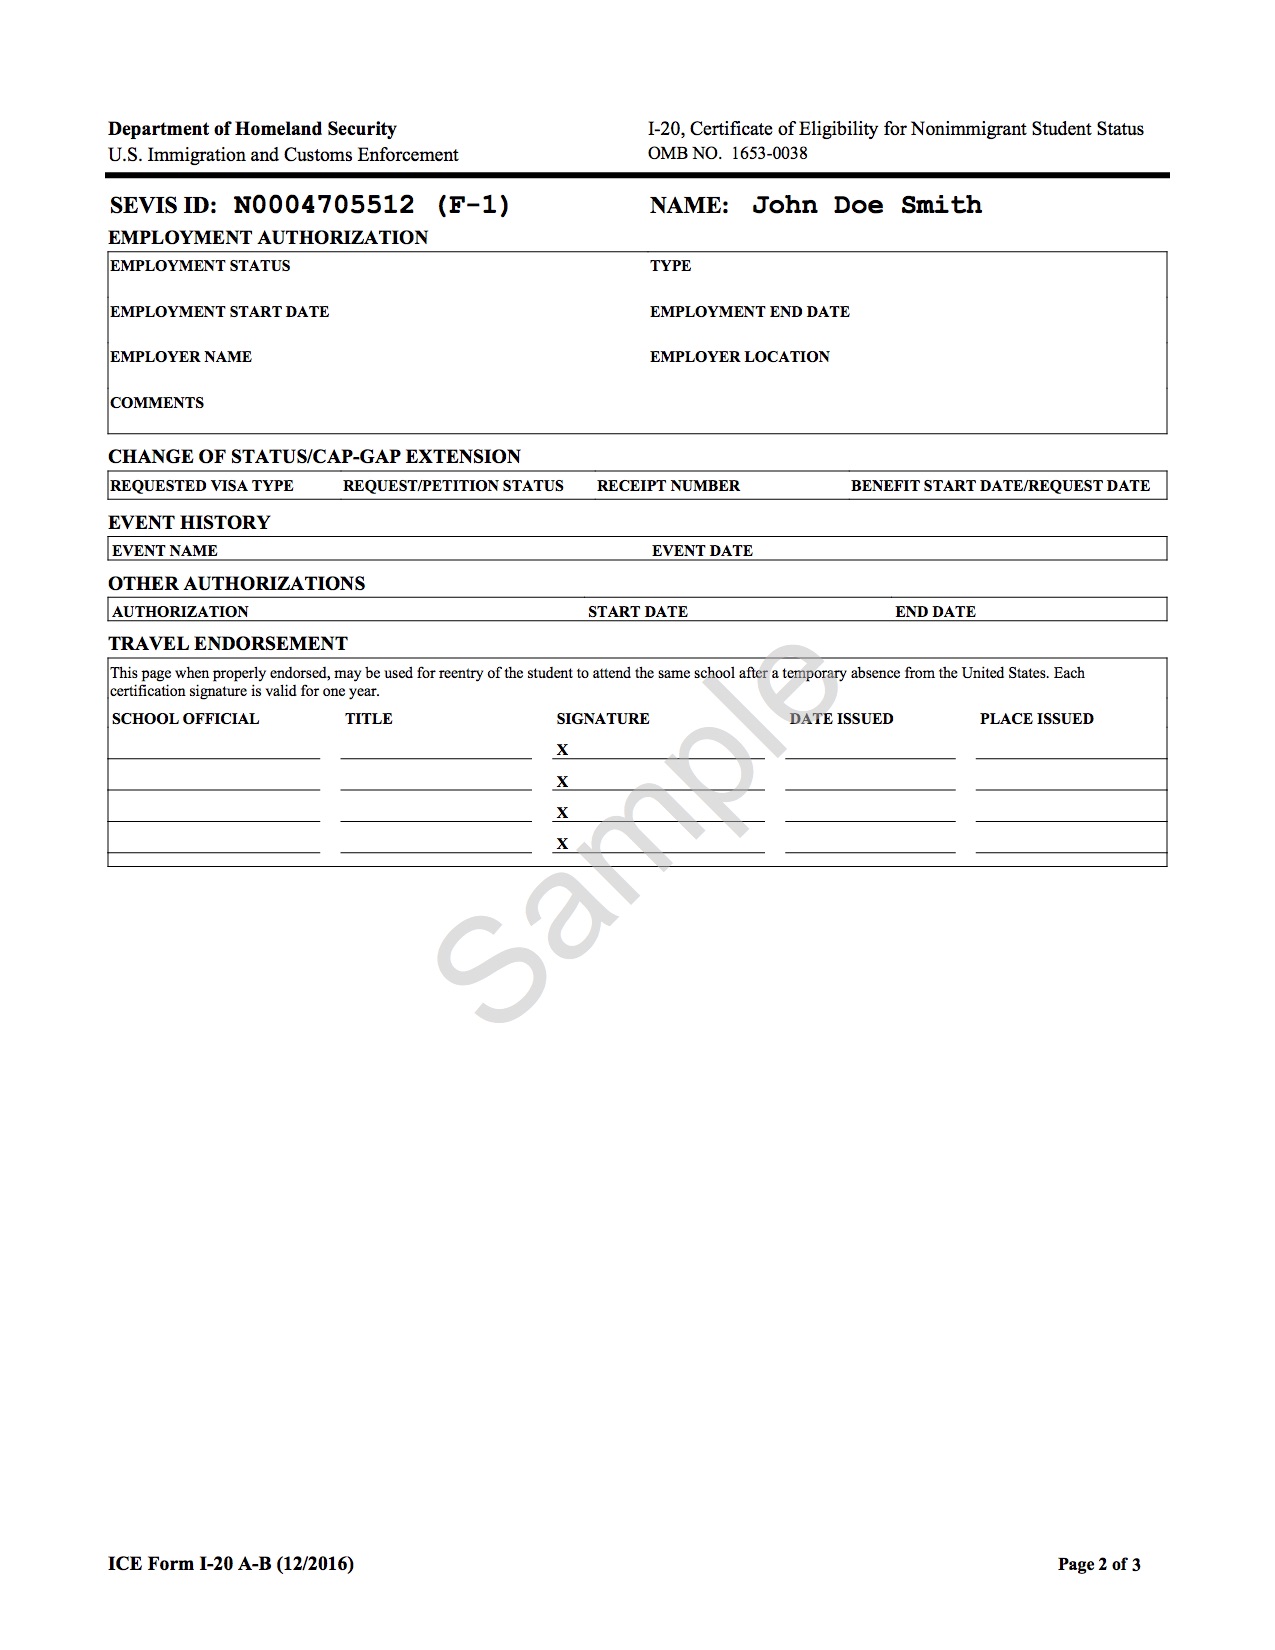 Department of Homeland Security
U.S. Immigration and Customs Enforcement
I-20, Certificate of Eligibility for Nonimmigrant Student Status
OMB NO. 1653-0038
SEVIS ID: N0004705512 (F-1) NAME: John Doe Smith
EMPLOYMENT AUTHORIZATION
EMPLOYMENT STATUS TYPE
EMPLOYMENT START DATE EMPLOYMENT END DATE
EMPLOYER NAME EMPLOYER LOCATION
COMMENTS
CHANGE OF STATUS/CAP-GAP EXTENSION
REQUESTED VISA TYPE REQUEST/PETITION STATUS RECEIPT NUMBER BENEFIT START DATE/REQUEST DATE
EVENT HISTORY
EVENT NAME EVENT DATE
OTHER AUTHORIZATIONS
AUTHORIZATION START DATE END DATE
TRAVEL ENDORSEMENT
This page when properly endorsed, may be used for reentry of the student to attend the same school after a temporary absence from the United States. Each
certification signature is valid for one year.
SCHOOL OFFICIAL TITLE SIGNATURE DATE ISSUED PLACE ISSUED
X
X
X
X
Sample
ICE Form I-20 A-B (12/2016) Page 2 of 3